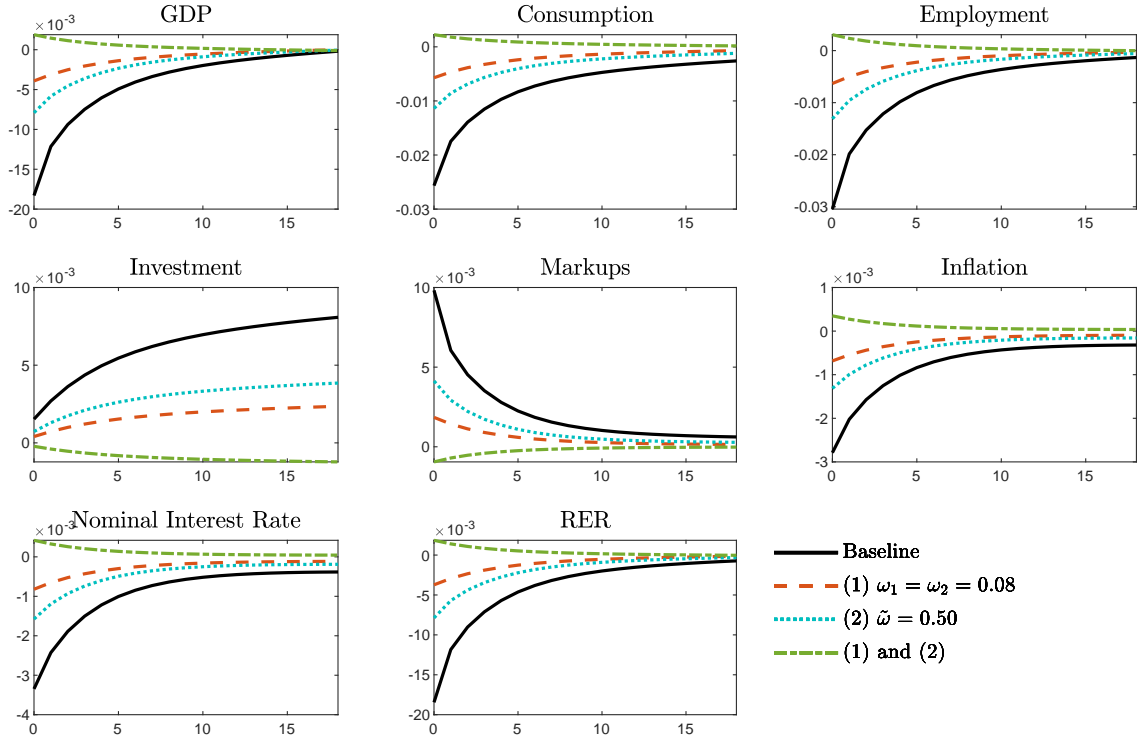 GDP
×10⁻³
0
-5
-10
-15
-20
0 5 10 15
Consumption
0
-0.01
-0.02
-0.03
0 5 10 15
Employment
0
-0.01
-0.02
-0.03
0 5 10 15
Investment
×10⁻³
10
5
0
0 5 10 15
Markups
×10⁻³
10
5
0
0 5 10 15
Inflation
×10⁻³
1
0
-1
-2
-3
0 5 10 15
Nominal Interest Rate
×10⁻³
0
-1
-2
-3
-4
0 5 10 15
RER
×10⁻³
0
-5
-10
-15
-20
0 5 10 15
Baseline
(1) ω₁ = ω₂ = 0.08
(2) ω̃ = 0.50
(1) and (2)